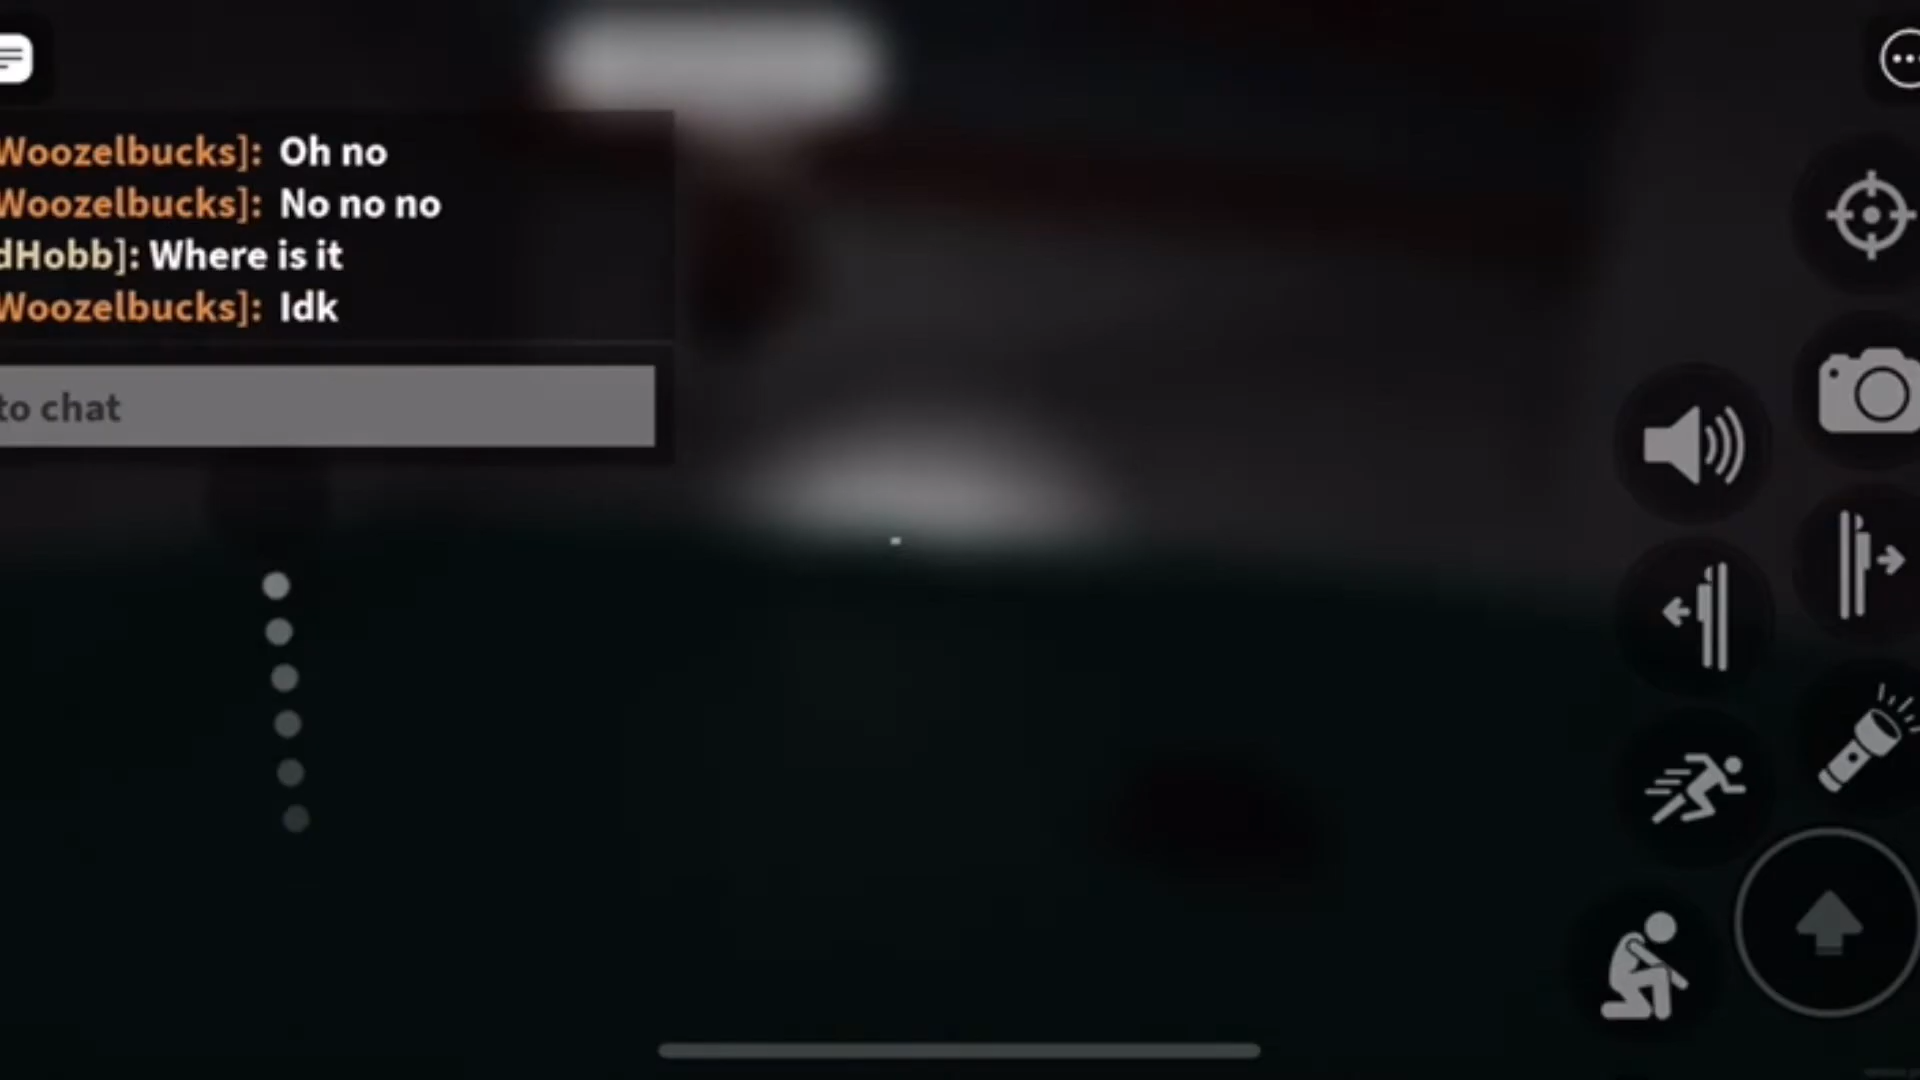 Woozelbucks]: Oh no
Woozelbucks]: No no no
dHobb]: Where is it
Woozelbucks]: Idk
to chat